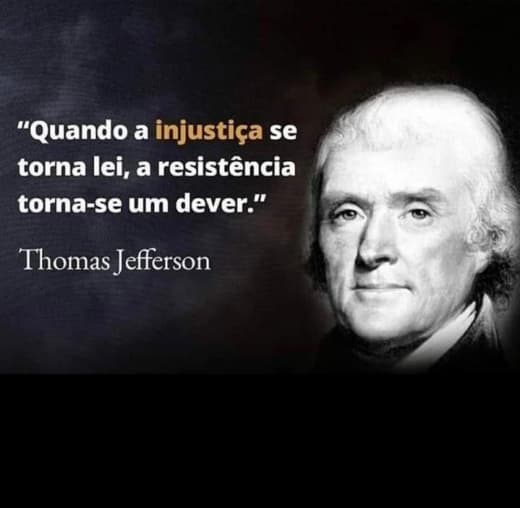 “Quando a injustiça se
torna lei, a resistência
torna-se um dever.”
Thomas Jefferson